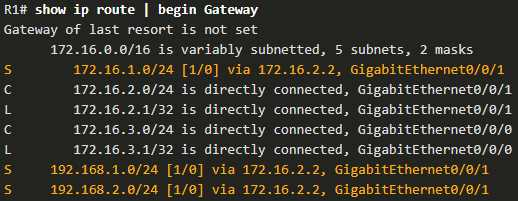 R1# show ip route | begin Gateway
Gateway of last resort is not set
      172.16.0.0/16 is variably subnetted, 5 subnets, 2 masks
S        172.16.1.0/24 [1/0] via 172.16.2.2, GigabitEthernet0/0/1
C        172.16.2.0/24 is directly connected, GigabitEthernet0/0/1
L        172.16.2.1/32 is directly connected, GigabitEthernet0/0/1
C        172.16.3.0/24 is directly connected, GigabitEthernet0/0/0
L        172.16.3.1/32 is directly connected, GigabitEthernet0/0/0
S     192.168.1.0/24 [1/0] via 172.16.2.2, GigabitEthernet0/0/1
S     192.168.2.0/24 [1/0] via 172.16.2.2, GigabitEthernet0/0/1